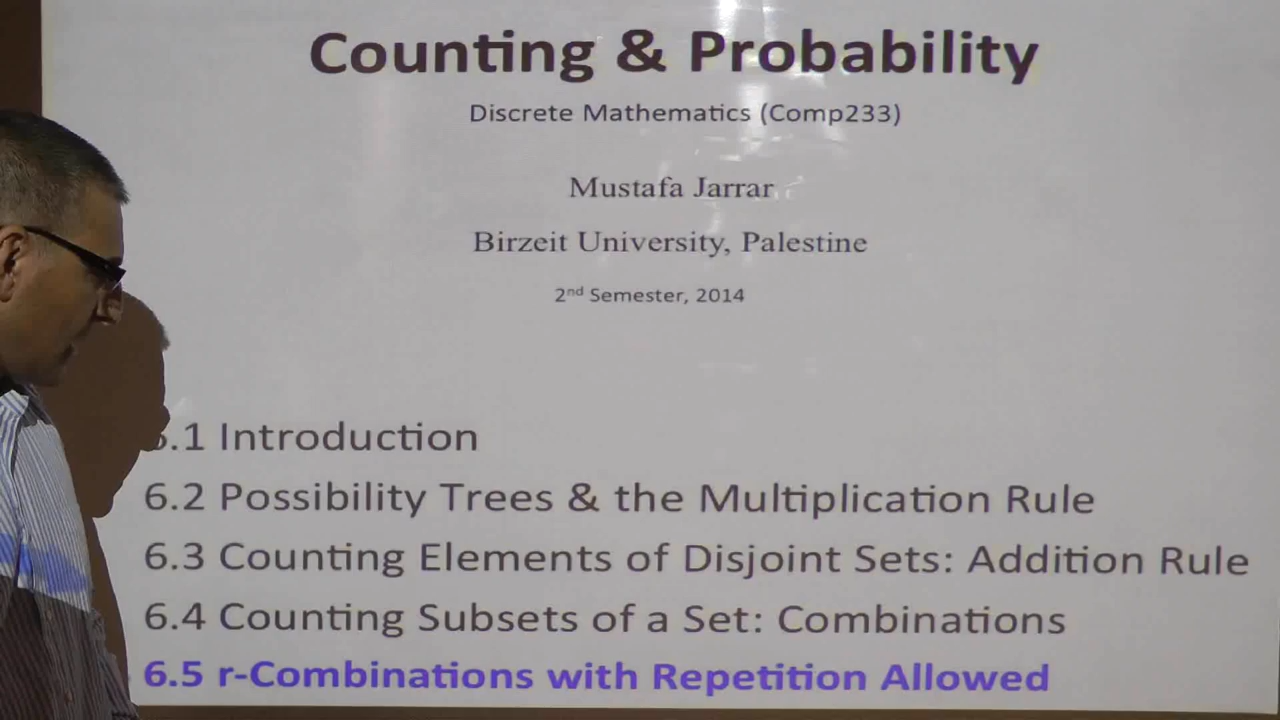 Counting & Probability
Discrete Mathematics (Comp233)
Mustafa Jarrar
Birzeit University, Palestine
2nd Semester, 2014
6.1 Introduction
6.2 Possibility Trees & the Multiplication Rule
6.3 Counting Elements of Disjoint Sets: Addition Rule
6.4 Counting Subsets of a Set: Combinations
6.5 r-Combinations with Repetition Allowed